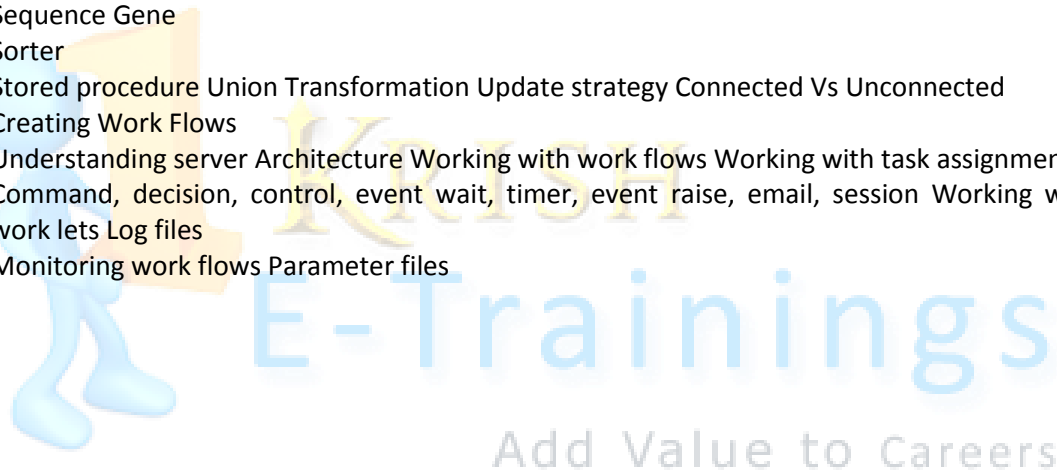 Sequence Gene
Sorter
Stored procedure Union Transformation Update strategy Connected Vs Unconnected
Creating Work Flows
Understanding server Architecture Working with work flows Working with task assignmen
Command, decision, control, event wait, timer, event raise, email, session Working w
work lets Log files
Monitoring work flows Parameter files
1
KRISH
E-Trainings
Add Value to Careers